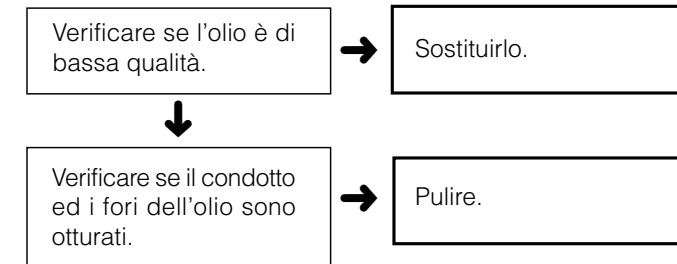 Verificare se l'olio è di
bassa qualità.
Sostituirlo.
Verificare se il condotto
ed i fori dell'olio sono
otturati.
Pulire.